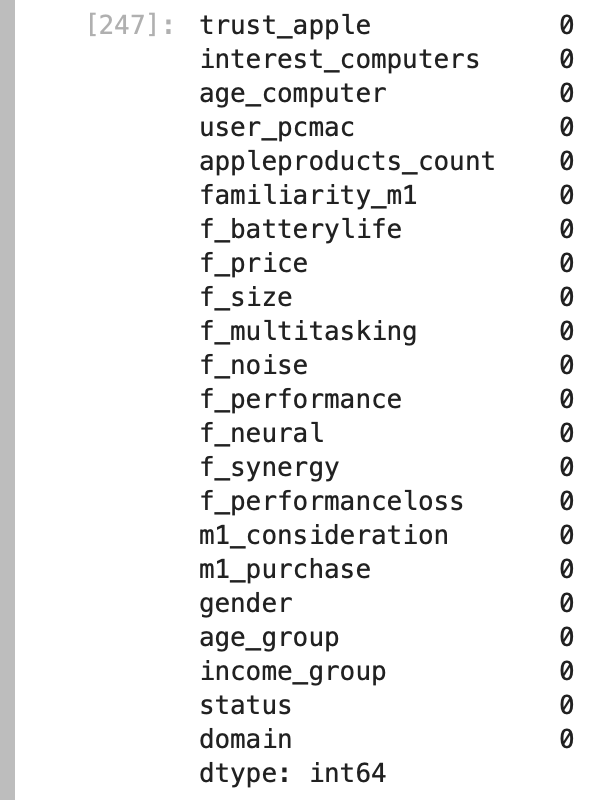 [247]: trust_apple 0
interest_computers 0
age_computer 0
user_pcmac 0
appleproducts_count 0
familiarity_m1 0
f_batterylife 0
f_price 0
f_size 0
f_multitasking 0
f_noise 0
f_performance 0
f_neural 0
f_synergy 0
f_performanceloss 0
m1_consideration 0
m1_purchase 0
gender 0
age_group 0
income_group 0
status 0
domain 0
dtype: int64